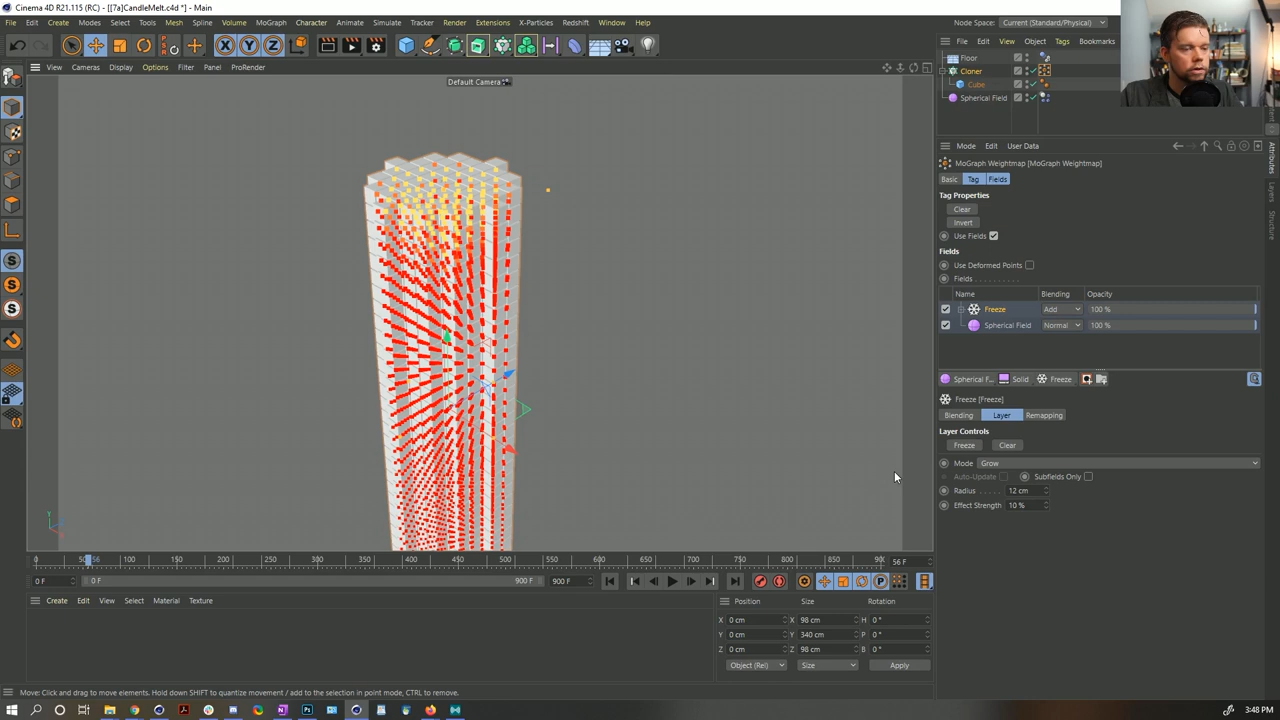 Cinema 4D R21.115 (RC) - [[7a]CandleMelt.c4d *] - Main
File Edit Create Modes Select Tools Mesh Spline Volume MoGraph Character Animate Simulate Tracker Render Extensions X-Particles Redshift Window Help
Node Space: Current (Standard/Physical)
File Edit View Object Tags Bookmarks
View Cameras Display Options Filter Panel ProRender
Default Camera
Floor
Cloner
Cube
Spherical Field
Mode Edit User Data
MoGraph Weightmap [MoGraph Weightmap]
Basic Tag Fields
Tag Properties
Clear
Invert
Use Fields
Fields
Use Deformed Points
Fields
Name Blending Opacity
Freeze Add 100 %
Spherical Field Normal 100 %
Spherical F... Solid Freeze
Freeze [Freeze]
Blending Layer Remapping
Layer Controls
Freeze Clear
Mode Grow
Auto-Update Subfields Only
Radius 12 cm
Effect Strength 10 %
Attributes
Layers
Structure
0 50 56 100 150 200 250 300 350 400 450 500 550 600 650 700 750 800 850 900 56 F
0 F 0 F 900 F 900 F
Create Edit View Select Material Texture
Position Size Rotation
X 0 cm X 98 cm H 0 °
Y 0 cm Y 340 cm P 0 °
Z 0 cm Z 98 cm B 0 °
Object (Rel) Size Apply
Move: Click and drag to move elements. Hold down SHIFT to quantize movement / add to the selection in point mode, CTRL to remove.
3:48 PM